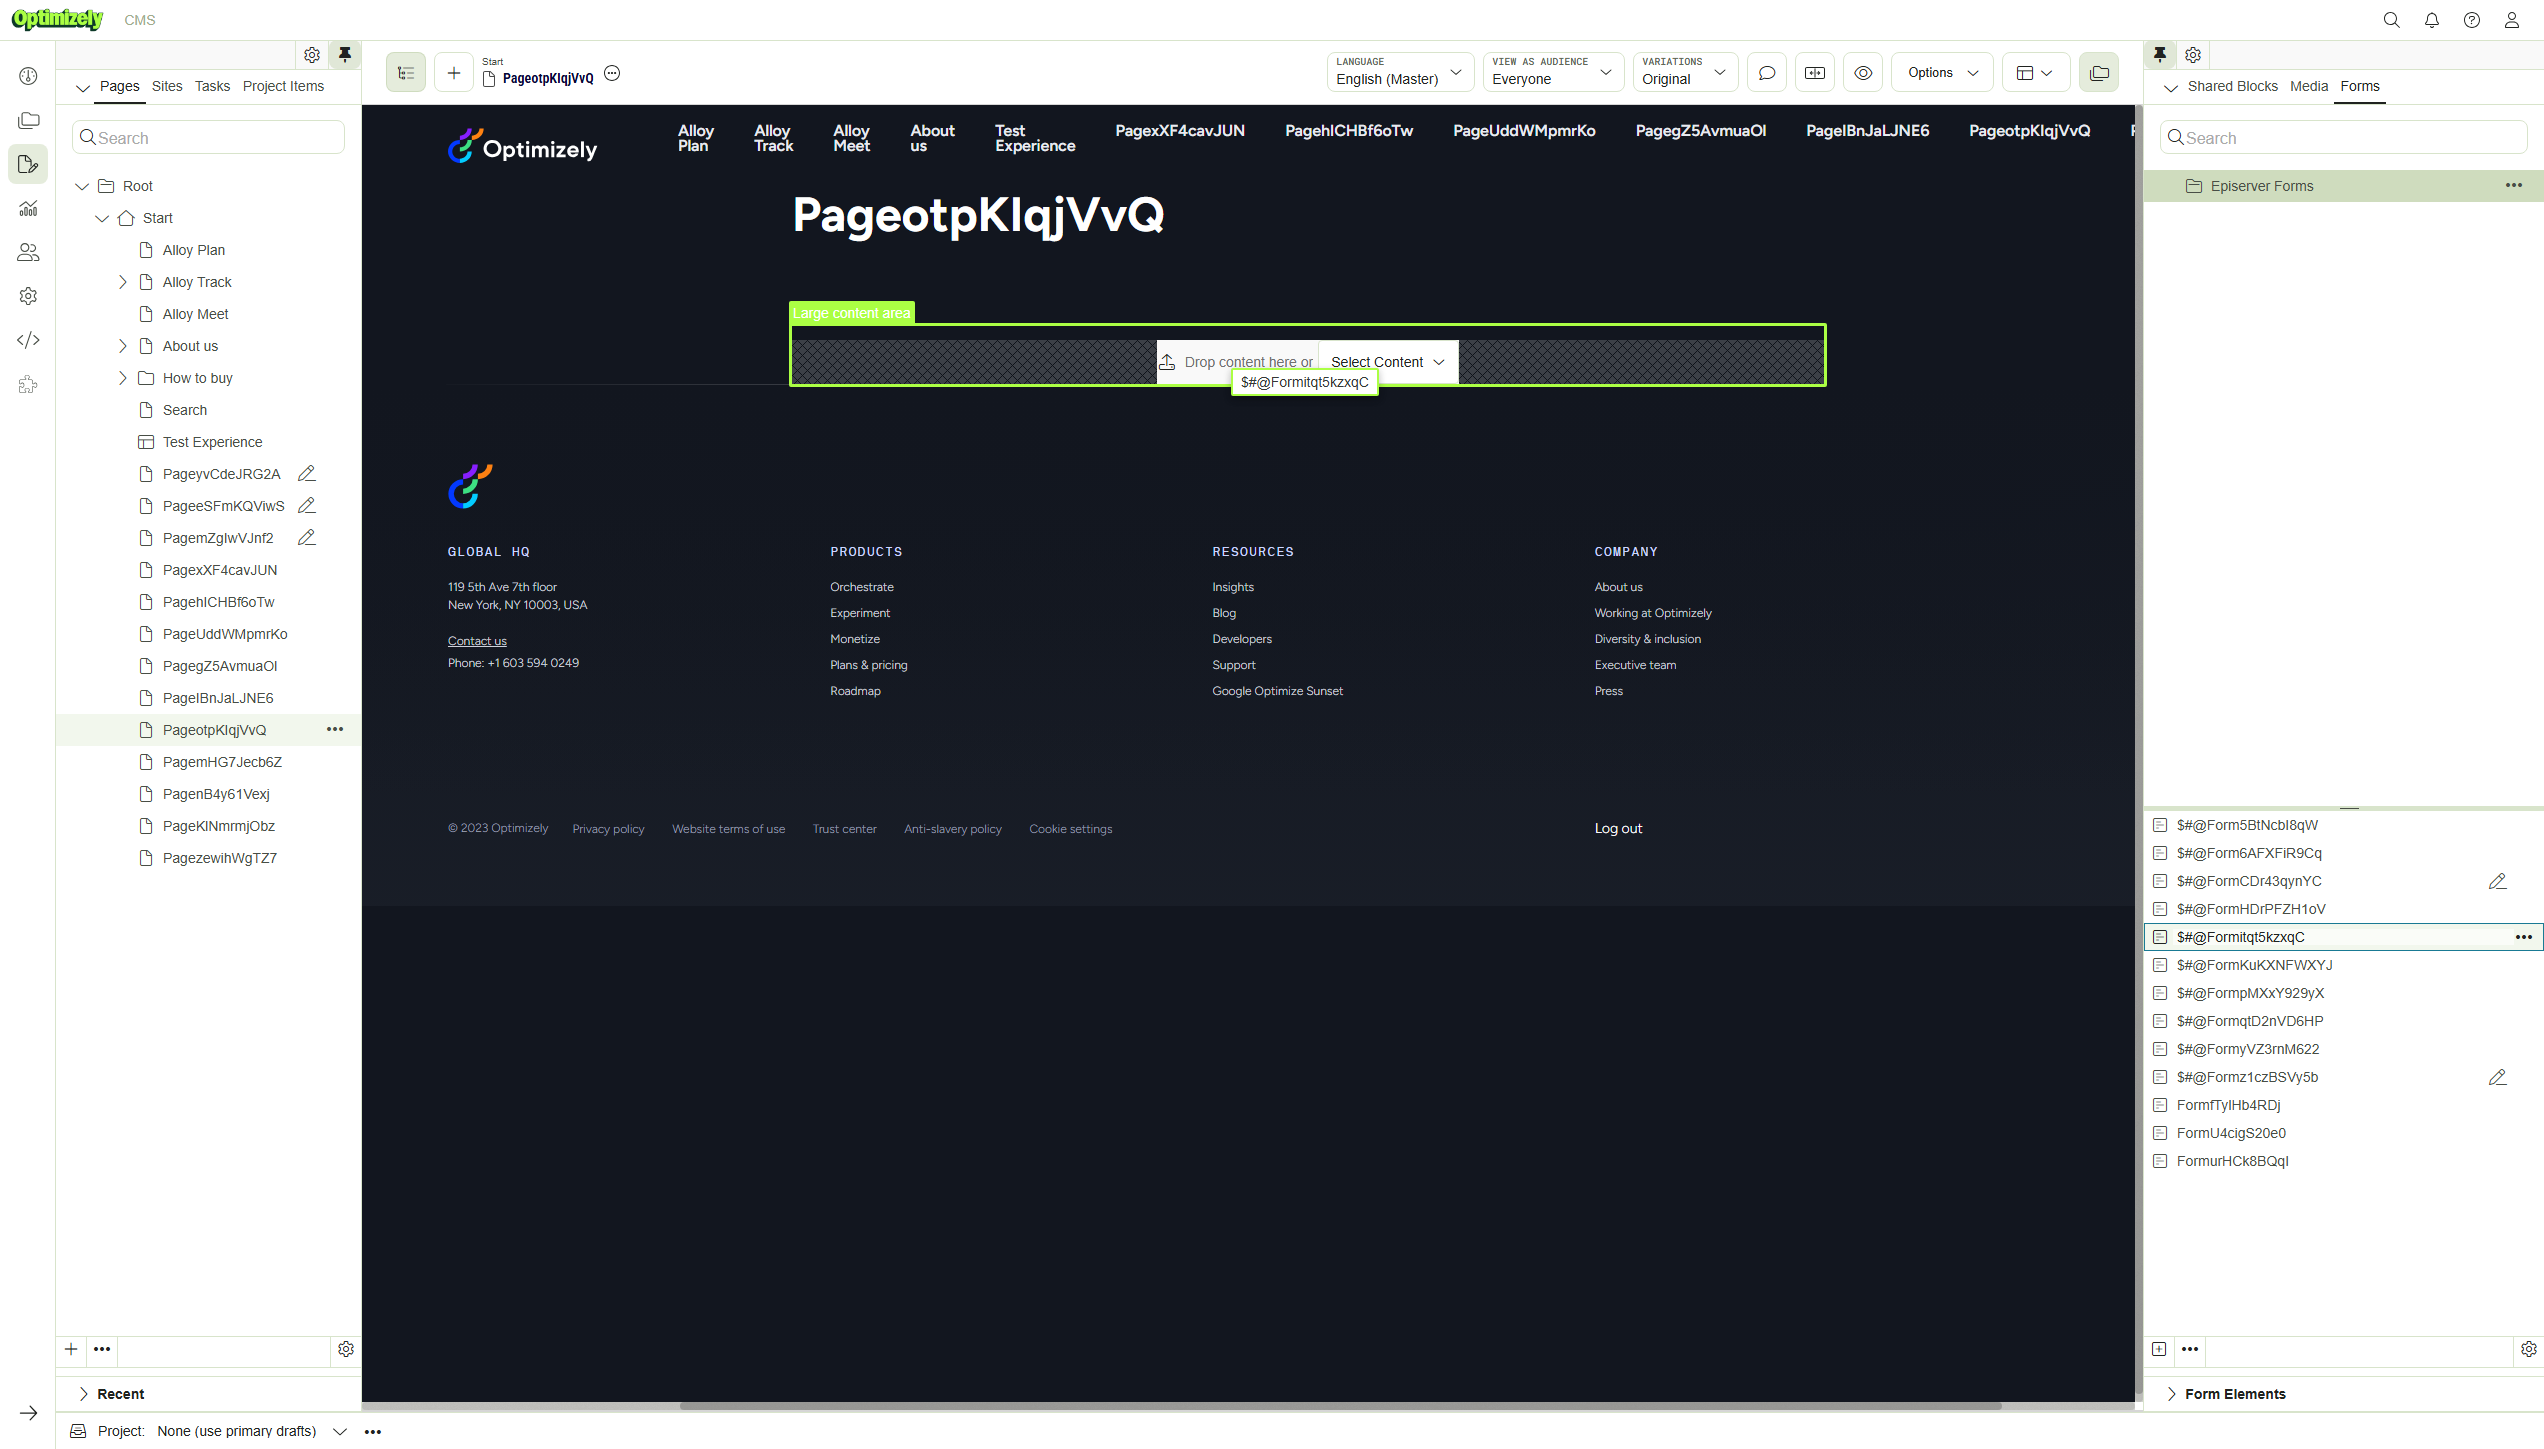 Optimizely CMS
Pages Sites Tasks Project Items
Search
Root
Start
Alloy Plan
Alloy Track
Alloy Meet
About us
How to buy
Search
Test Experience
PageyvCdeJRG2A
PageeSFmKQViwS
PagemZgIwVJnf2
PagexXF4cavJUN
PagehICHBf6oTw
PageUddWMpmrKo
PagegZ5AvmuaOl
PageIBnJaLJNE6
PageotpKIqjVvQ
PagemHG7Jecb6Z
PagenB4y61Vexj
PageKlNmrmjObz
PagezewihWgTZ7
Recent
Project: None (use primary drafts)
Start
PageotpKIqjVvQ
LANGUAGE
English (Master)
VIEW AS AUDIENCE
Everyone
VARIATIONS
Original
Options
Optimizely
Alloy Plan
Alloy Track
Alloy Meet
About us
Test Experience
PagexXF4cavJUN
PagehICHBf6oTw
PageUddWMpmrKo
PagegZ5AvmuaOl
PageIBnJaLJNE6
PageotpKIqjVvQ
PageotpKIqjVvQ
Large content area
Drop content here or Select Content
$#@Formitqt5kzxqC
GLOBAL HQ
119 5th Ave 7th floor
New York, NY 10003, USA
Contact us
Phone: +1 603 594 0249
PRODUCTS
Orchestrate
Experiment
Monetize
Plans & pricing
Roadmap
RESOURCES
Insights
Blog
Developers
Support
Google Optimize Sunset
COMPANY
About us
Working at Optimizely
Diversity & inclusion
Executive team
Press
© 2023 Optimizely Privacy policy Website terms of use Trust center Anti-slavery policy Cookie settings
Log out
Shared Blocks Media Forms
Search
Episerver Forms
$#@Form5BtNcbI8qW
$#@Form6AFXFiR9Cq
$#@FormCDr43qynYC
$#@FormHDrPFZH1oV
$#@Formitqt5kzxqC
$#@FormKuKXNFWXYJ
$#@FormpMXxY929yX
$#@FormqtD2nVD6HP
$#@FormyVZ3rnM622
$#@Formz1czBSVy5b
FormfTyIHb4RDj
FormU4cigS20e0
FormurHCk8BQqI
Form Elements